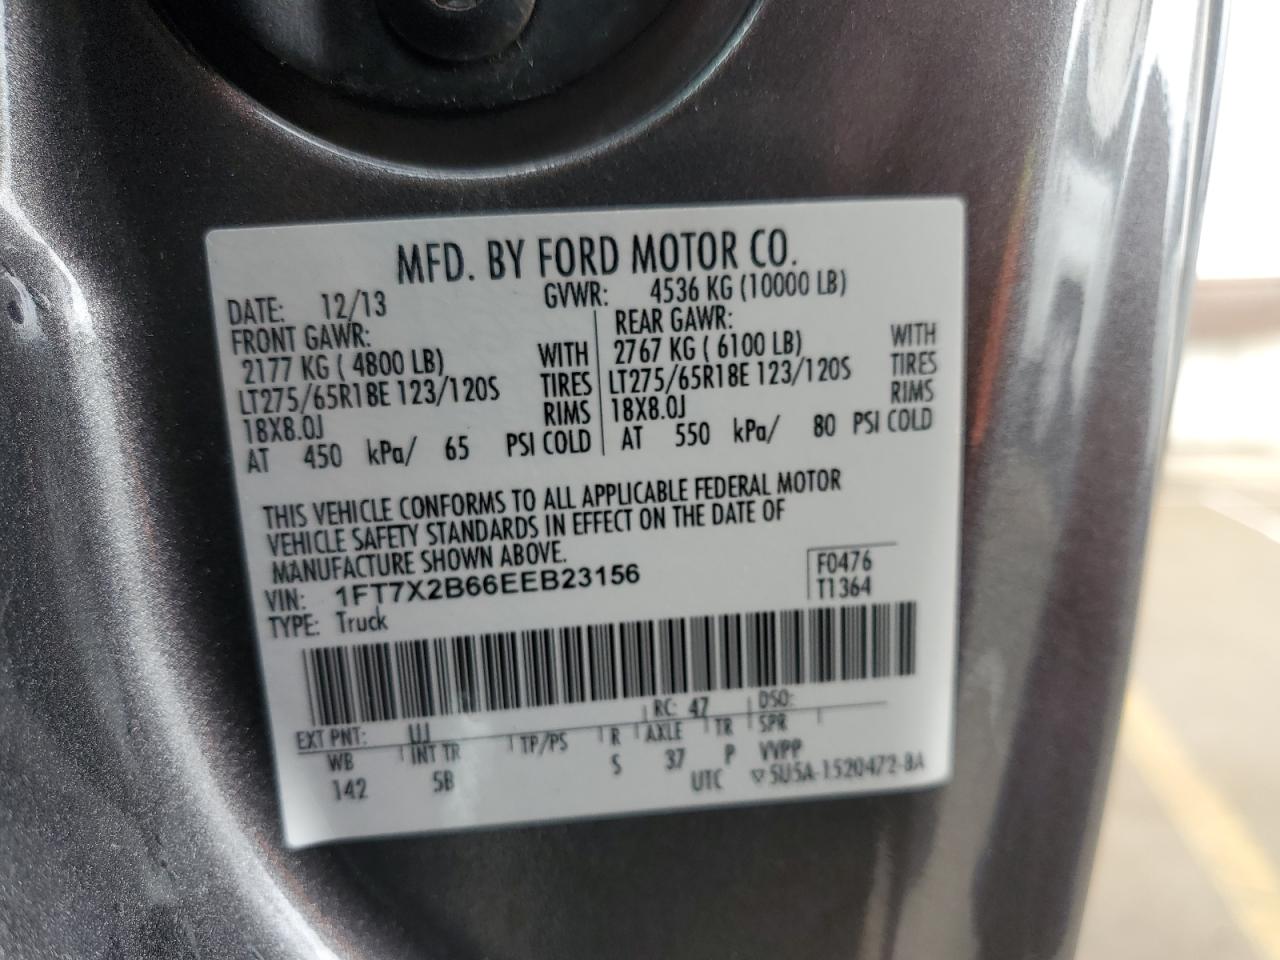 MFD. BY FORD MOTOR CO.
DATE: 12/13 GVWR: 4536 KG (10000 LB)
FRONT GAWR: REAR GAWR:
2177 KG ( 4800 LB) WITH 2767 KG ( 6100 LB) WITH
LT275/65R18E 123/120S TIRES LT275/65R18E 123/120S TIRES
18X8.0J RIMS 18X8.0J RIMS
AT 450 kPa/ 65 PSI COLD AT 550 kPa/ 80 PSI COLD
THIS VEHICLE CONFORMS TO ALL APPLICABLE FEDERAL MOTOR
VEHICLE SAFETY STANDARDS IN EFFECT ON THE DATE OF
MANUFACTURE SHOWN ABOVE.
F0476
VIN: 1FT7X2B66EEB23156
T1364
TYPE: Truck
EXT PNT: UJ RC: 47 DSO:
WB INT TR TP/PS R AXLE TR SPR
142 5B S 37 P VVPP
UTC ▽ 5U5A-1520472-BA